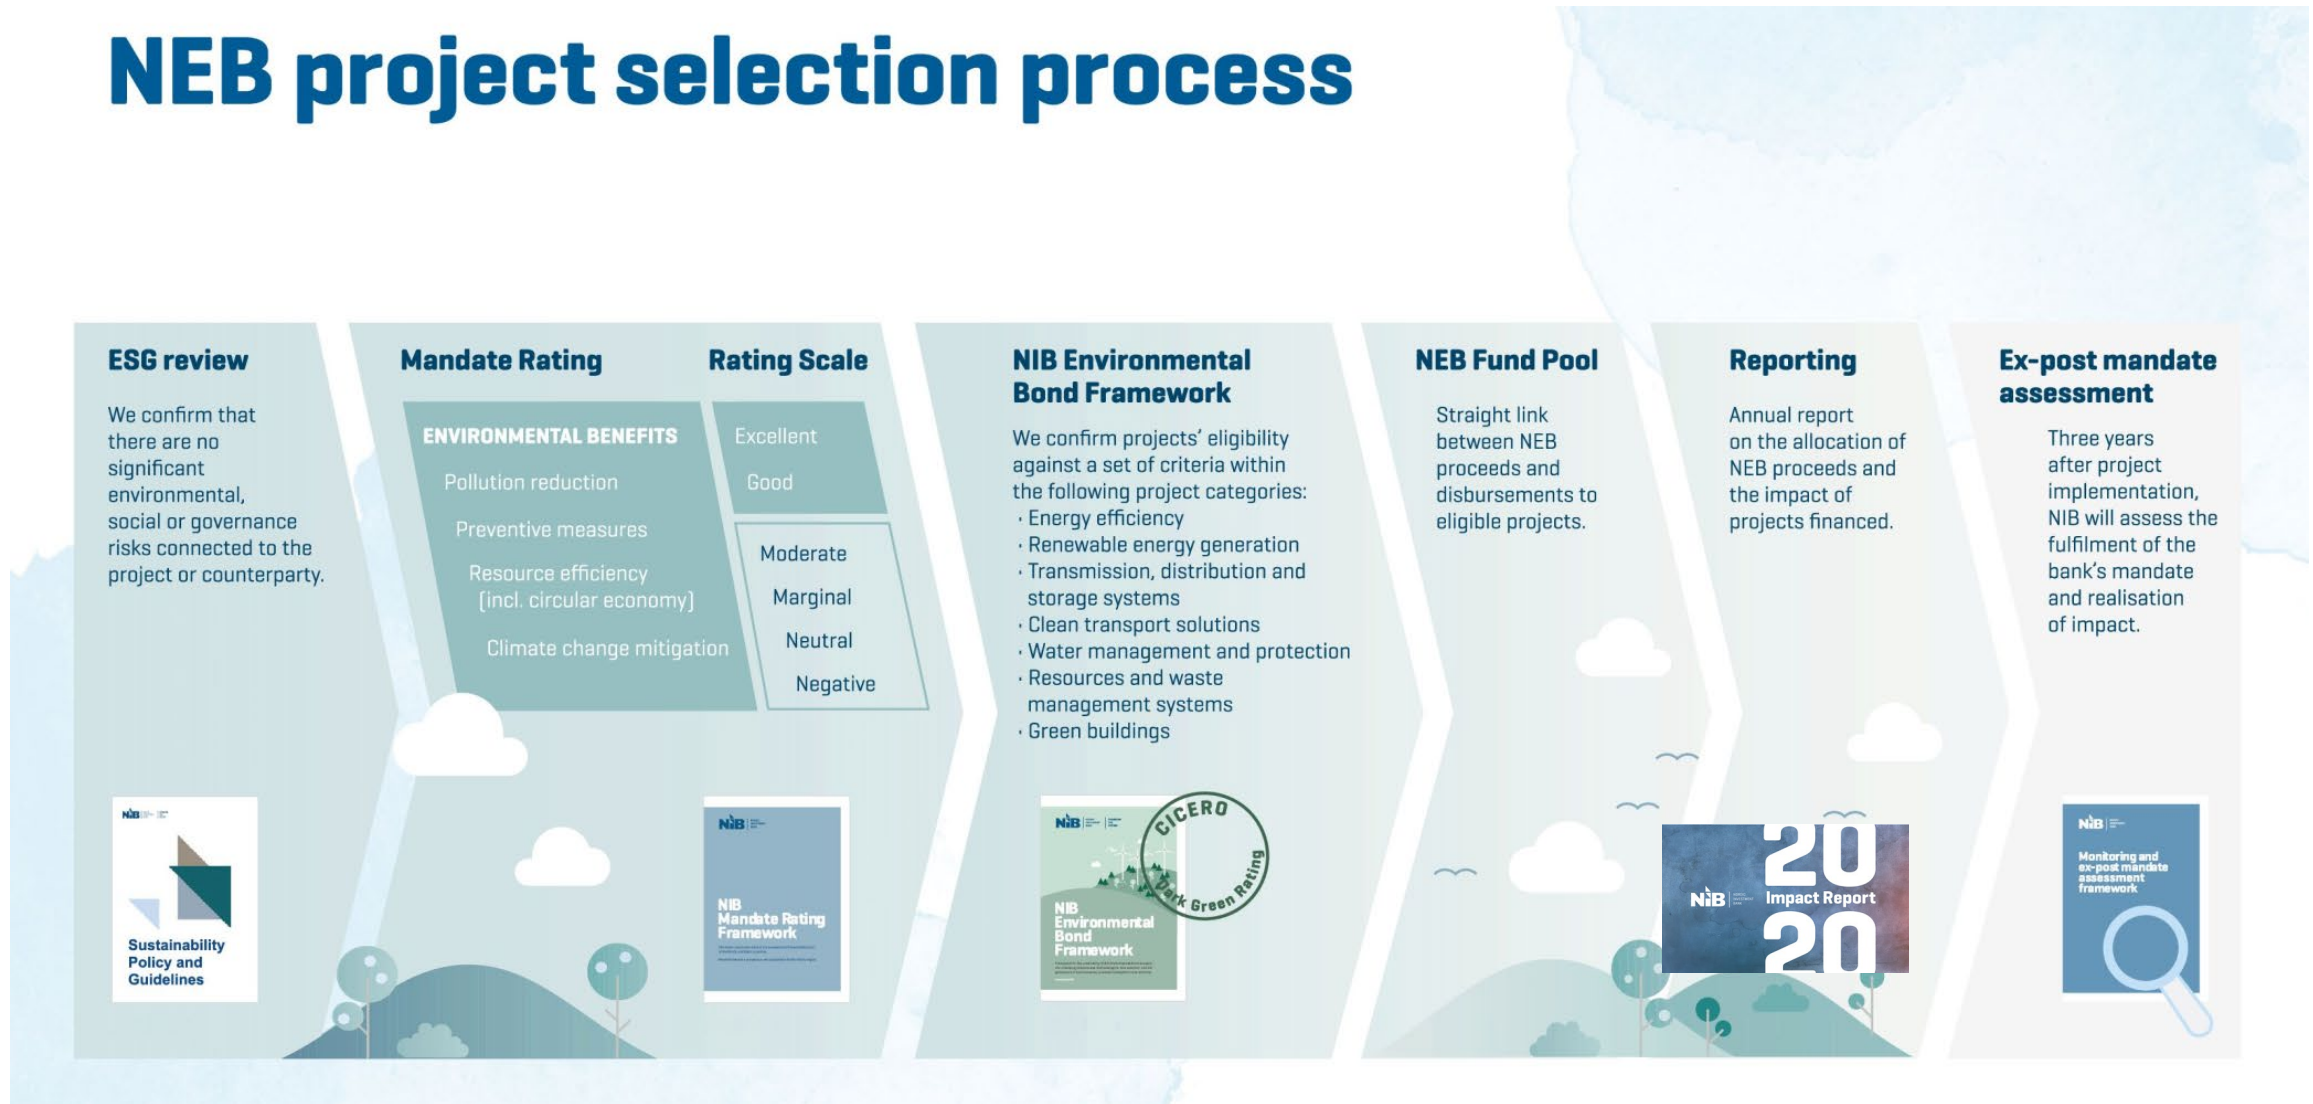 NEB project selection process
ESG review
We confirm that
there are no
significant
environmental,
social or governance
risks connected to the
project or counterparty.
NiB
Sustainability
Policy and
Guidelines
Mandate Rating
ENVIRONMENTAL BENEFITS
Pollution reduction
Preventive measures
Resource efficiency
(incl. circular economy)
Climate change mitigation
Rating Scale
Excellent
Good
Moderate
Marginal
Neutral
Negative
NiB
NIB
Mandate Rating
Framework
NIB Environmental
Bond Framework
We confirm projects’ eligibility
against a set of criteria within
the following project categories:
· Energy efficiency
· Renewable energy generation
· Transmission, distribution and
storage systems
· Clean transport solutions
· Water management and protection
· Resources and waste
management systems
· Green buildings
NiB
NIB
Environmental
Bond
Framework
CICERO
Dark Green Rating
NEB Fund Pool
Straight link
between NEB
proceeds and
disbursements to
eligible projects.
Reporting
Annual report
on the allocation of
NEB proceeds and
the impact of
projects financed.
20
NiB
Impact Report
20
Ex-post mandate
assessment
Three years
after project
implementation,
NIB will assess the
fulfilment of the
bank’s mandate
and realisation
of impact.
NiB
Monitoring and
ex-post mandate
assessment
framework